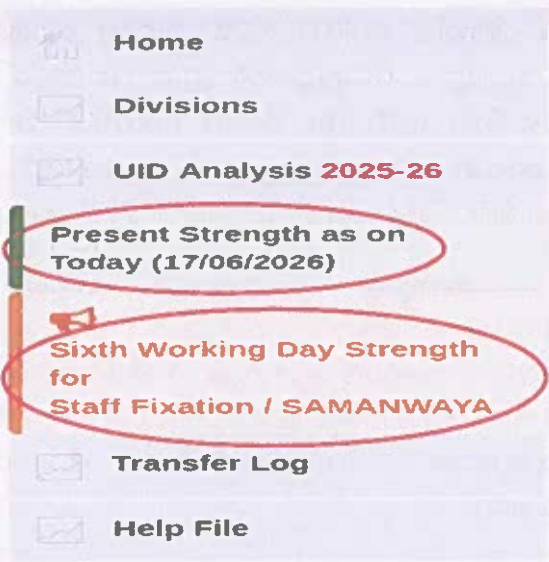 Home
Divisions
UID Analysis 2025-26
Present Strength as on
Today (17/06/2026)
Sixth Working Day Strength
for
Staff Fixation / SAMANWAYA
Transfer Log
Help File